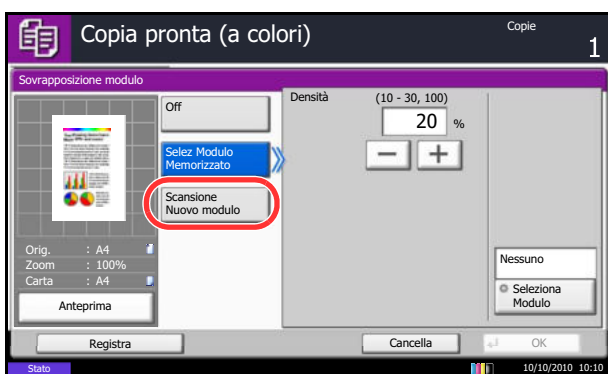 Copia pronta (a colori)
Copie
1
Sovrapposizione modulo
Off
Selez Modulo
Memorizzato
Scansione
Nuovo modulo
Densità
(10 - 30, 100)
20 %
Orig. : A4
Zoom : 100%
Carta : A4
Anteprima
Nessuno
Seleziona
Modulo
Registra
Cancella
OK
Stato
10/10/2010 10:10